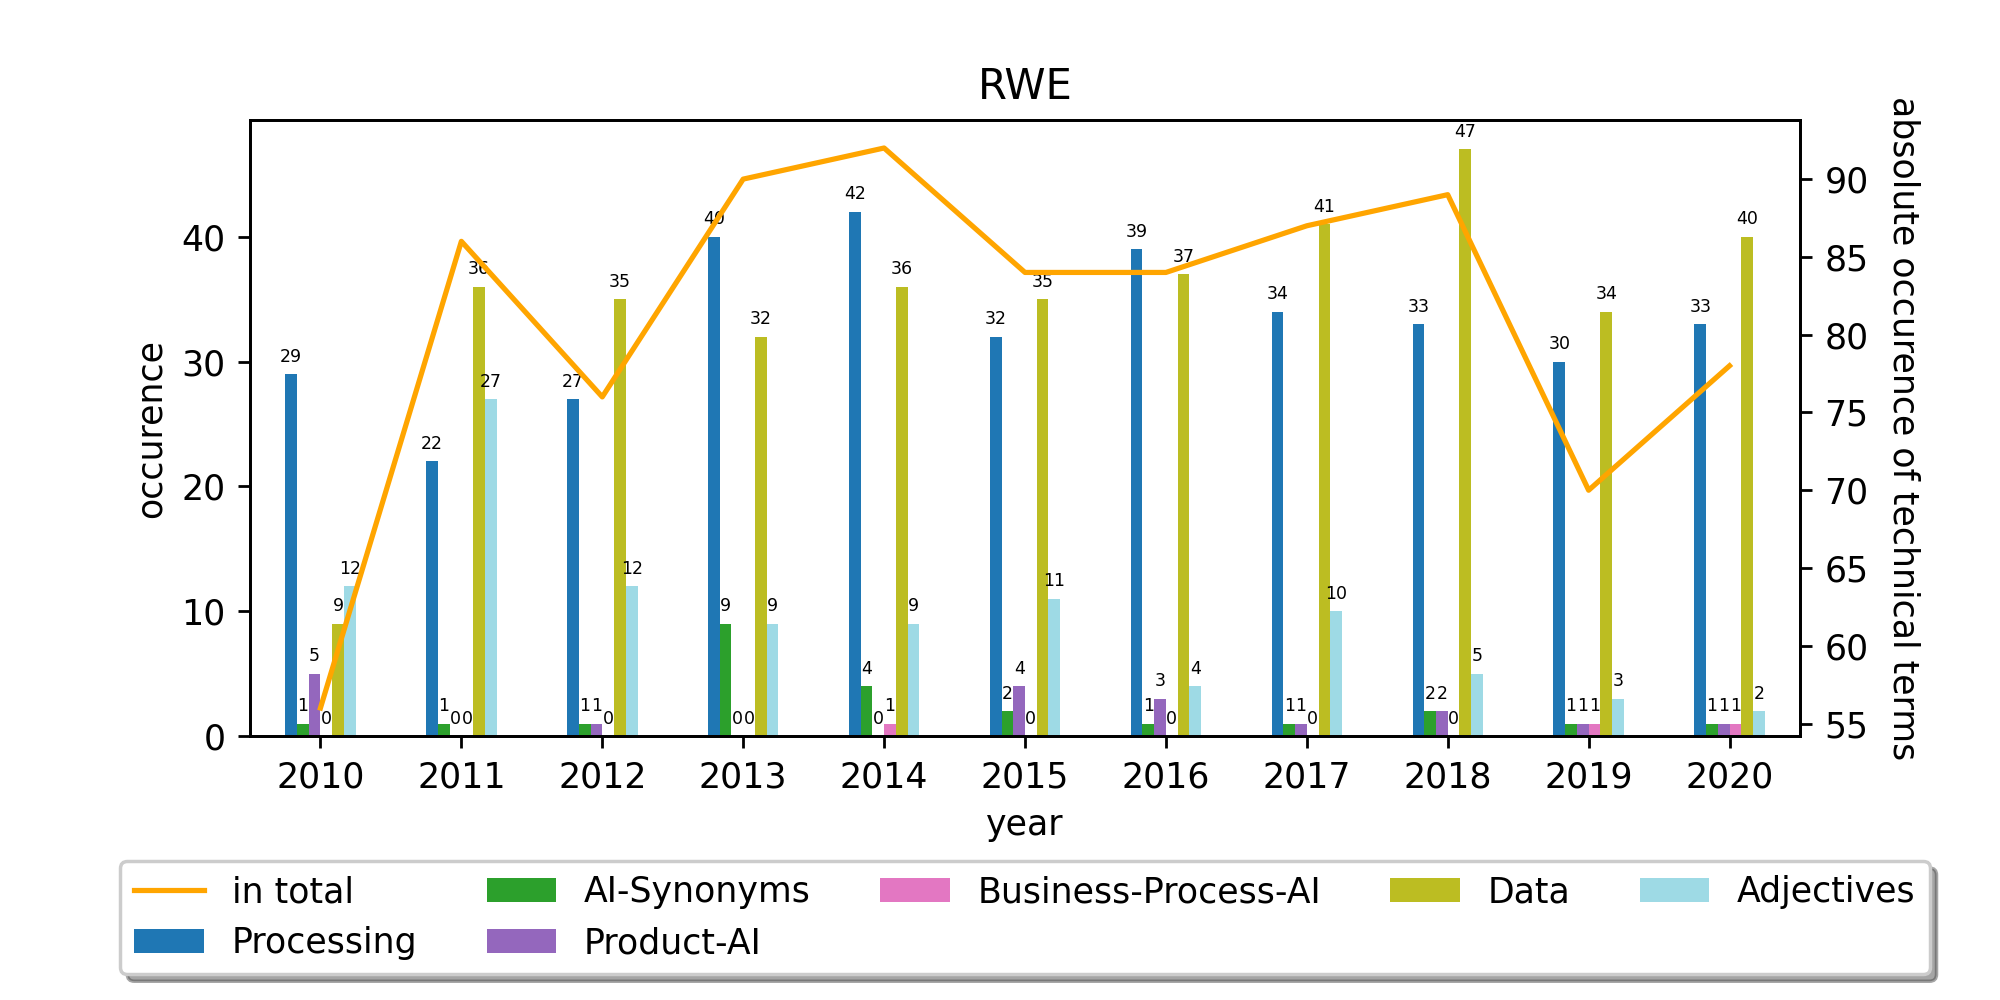 RWE
occurence
absolute occurence of technical terms
40
30
20
10
0
90
85
80
75
70
65
60
55
29 1 5 0 9 12
22 1 0 0 36 27
27 1 1 0 35 12
40 9 0 0 32 9
42 4 0 1 36 9
32 2 4 0 35 11
39 1 3 0 37 4
34 1 1 0 41 10
33 2 2 0 47 5
30 1 1 1 34 3
33 1 1 1 40 2
2010 2011 2012 2013 2014 2015 2016 2017 2018 2019 2020
year
in total AI-Synonyms Business-Process-AI Data Adjectives
Processing Product-AI